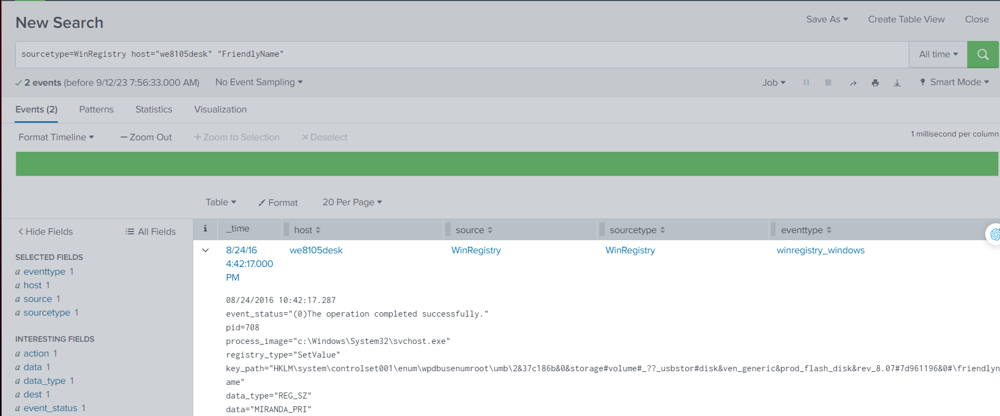 New Search
Save As
Create Table View
Close
sourcetype=WinRegistry host="we8105desk" "FriendlyName"
All time
2 events (before 9/12/23 7:56:33.000 AM)
No Event Sampling
Job
Smart Mode
Events (2)
Patterns
Statistics
Visualization
Format Timeline
Zoom Out
Zoom to Selection
Deselect
1 millisecond per column
Table
Format
20 Per Page
Hide Fields
All Fields
i
_time
host
source
sourcetype
eventtype
SELECTED FIELDS
a eventtype 1
a host 1
a source 1
a sourcetype 1
INTERESTING FIELDS
a action 1
a data 1
a data_type 1
a dest 1
a event_status 1
8/24/16
4:42:17.000
PM
we8105desk
WinRegistry
WinRegistry
winregistry_windows
08/24/2016 10:42:17.287
event_status="(0)The operation completed successfully."
pid=708
process_image="c:\Windows\System32\svchost.exe"
registry_type="SetValue"
key_path="HKLM\system\controlset001\enum\wpdbusenumroot\umb\2&37c186b&0&storage#volume#_??_usbstor#disk&ven_generic&prod_flash_disk&rev_8.07#7d961196&0#\friendlyn
ame"
data_type="REG_SZ"
data="MIRANDA_PRI"